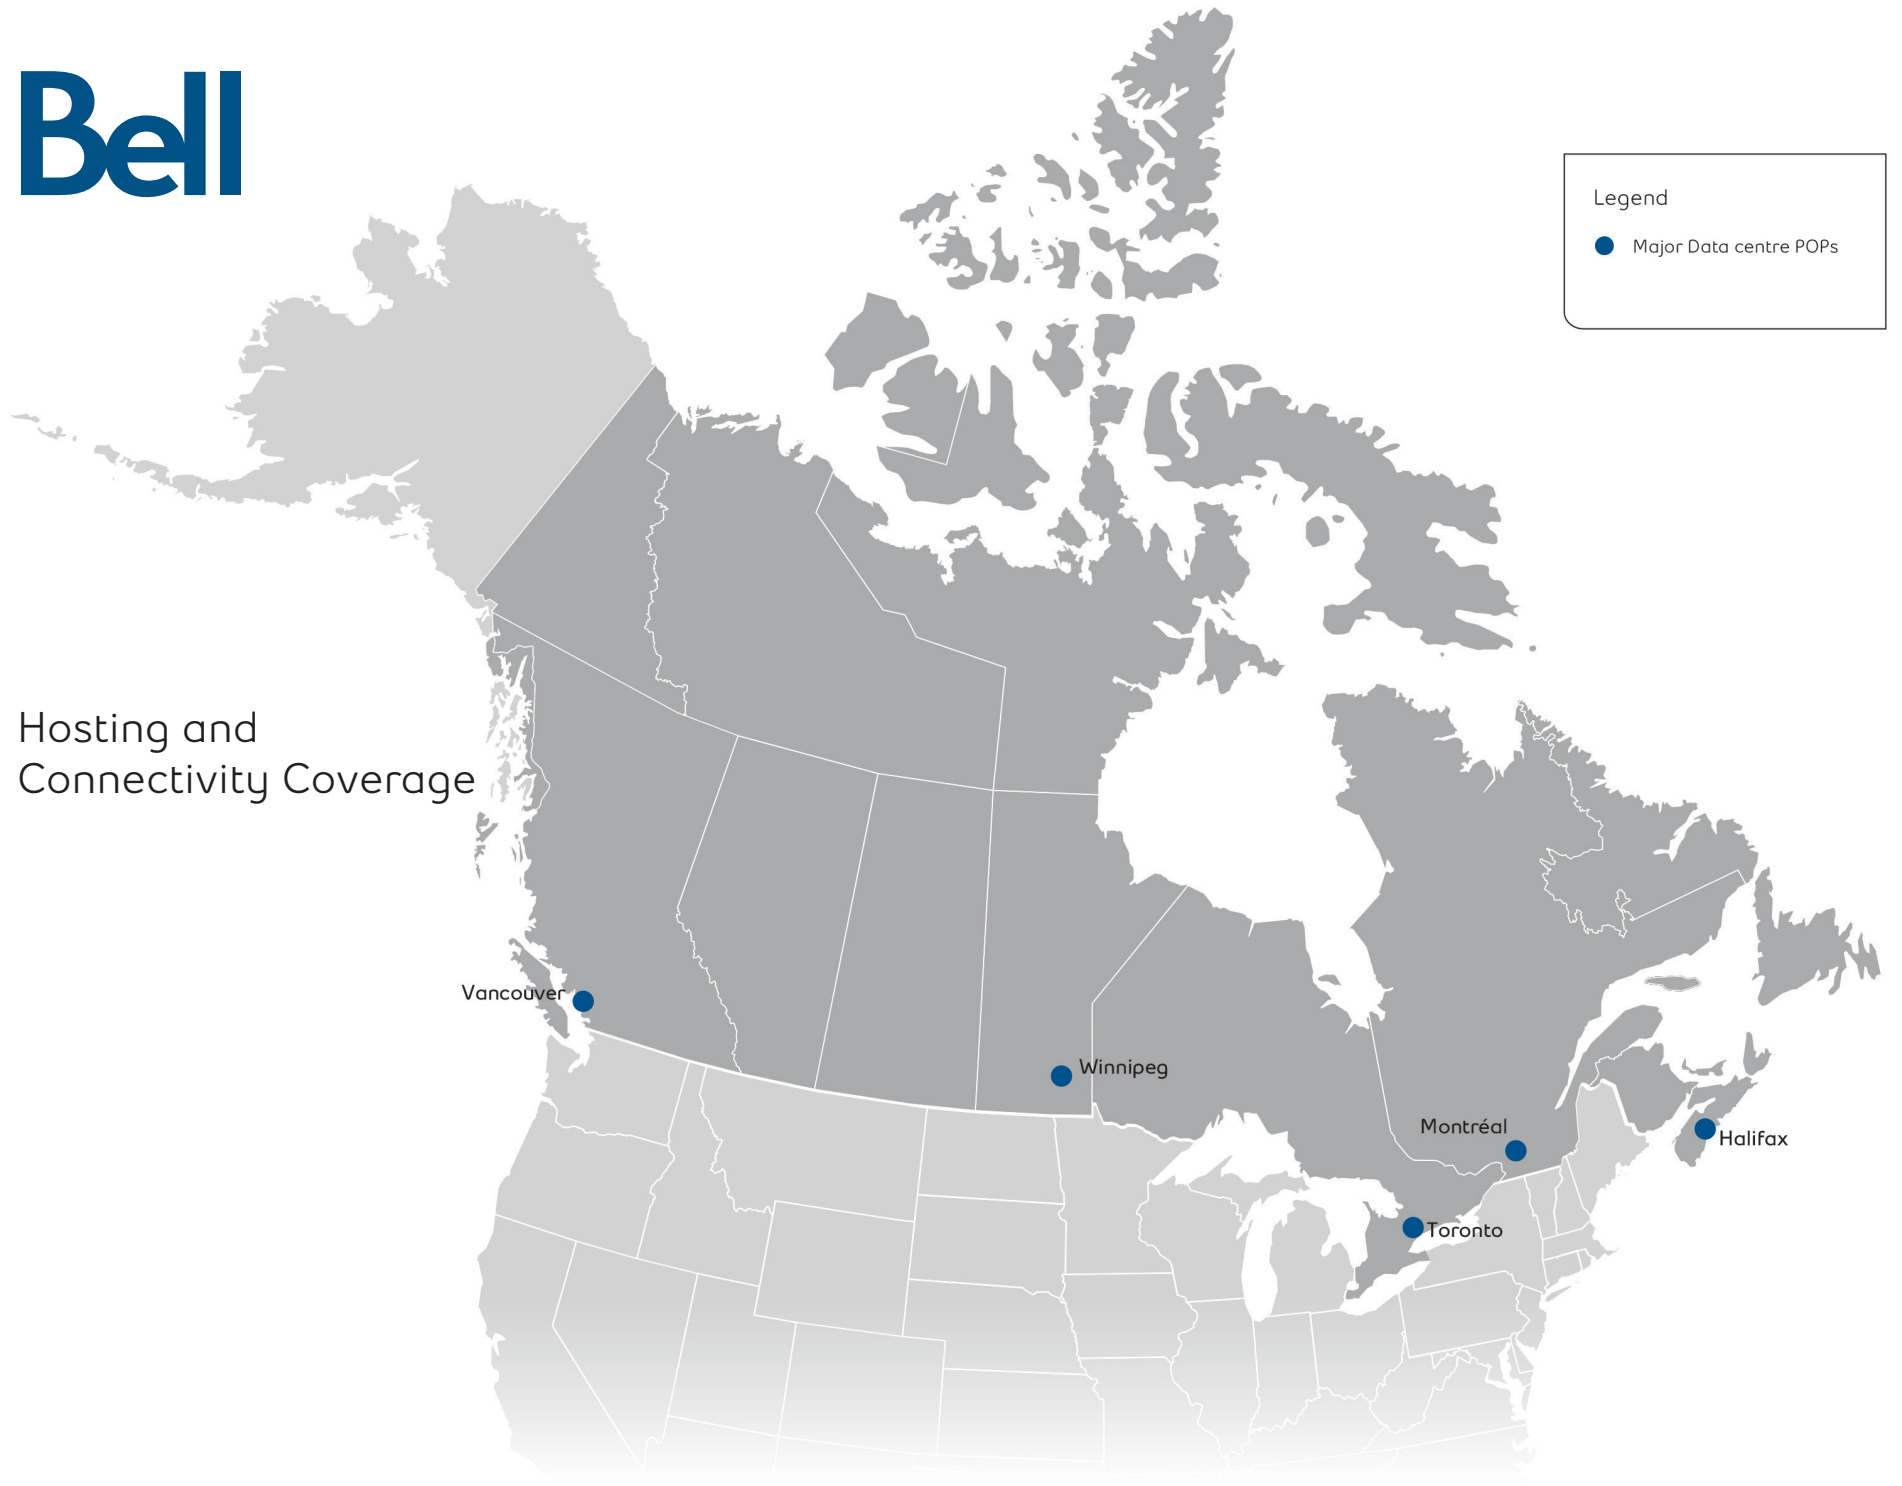 Bell
Legend
Major Data centre POPs
Hosting and
Connectivity Coverage
Vancouver
Winnipeg
Montréal
Halifax
Toronto